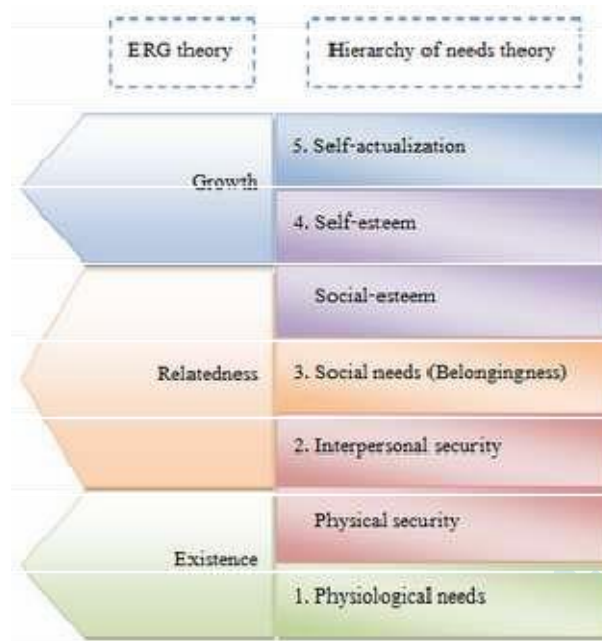 ERG theory
Hierarchy of needs theory
5. Self-actualization
Growth
4. Self-esteem
Social-esteem
Relatedness
3. Social needs (Belongingness)
2. Interpersonal security
Physical security
Existence
1. Physiological needs